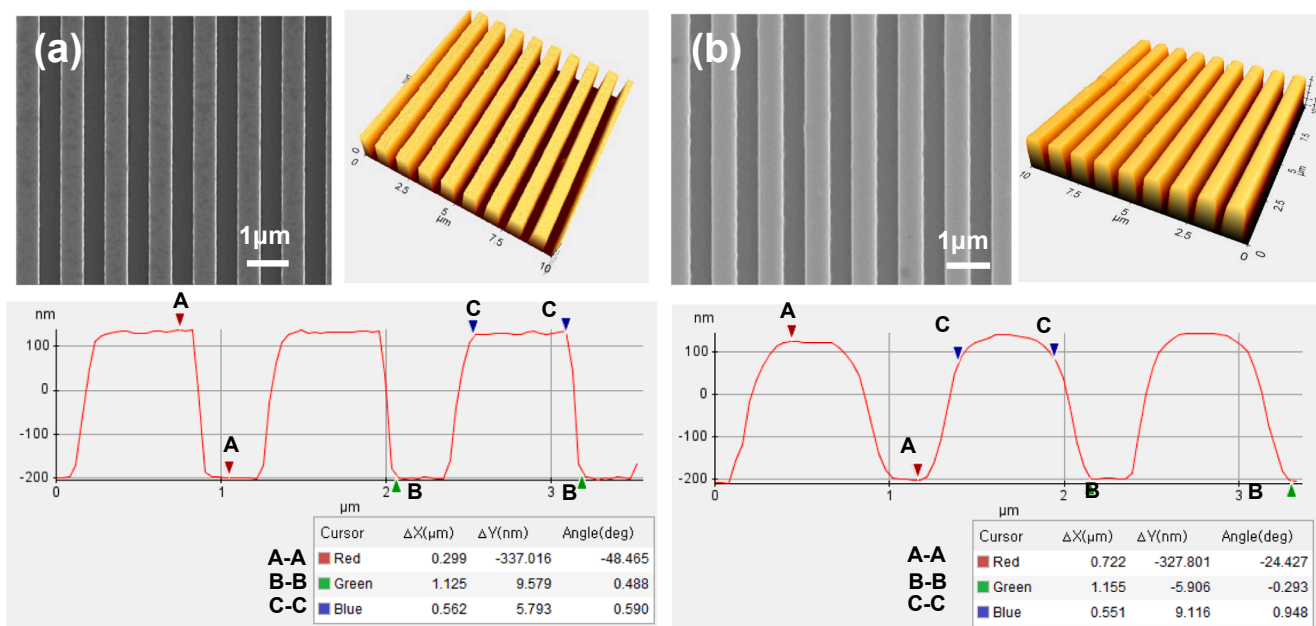 (a)
1µm
nm
0
0
2.5
5
µm
7.5
10
(b)
1µm
10
7.5
5
µm
2.5
0
0
2.5
5
µm
7.5
nm
100
0
-100
-200
0
1
2
3
µm
A
A
B
B
C
C
Cursor ΔX(µm) ΔY(nm) Angle(deg)
A-A Red 0.299 -337.016 -48.465
B-B Green 1.125 9.579 0.488
C-C Blue 0.562 5.793 0.590
nm
100
0
-100
-200
0
1
2
3
µm
A
A
C
C
B
B
Cursor ΔX(µm) ΔY(nm) Angle(deg)
A-A Red 0.722 -327.801 -24.427
B-B Green 1.155 -5.906 -0.293
C-C Blue 0.551 9.116 0.948